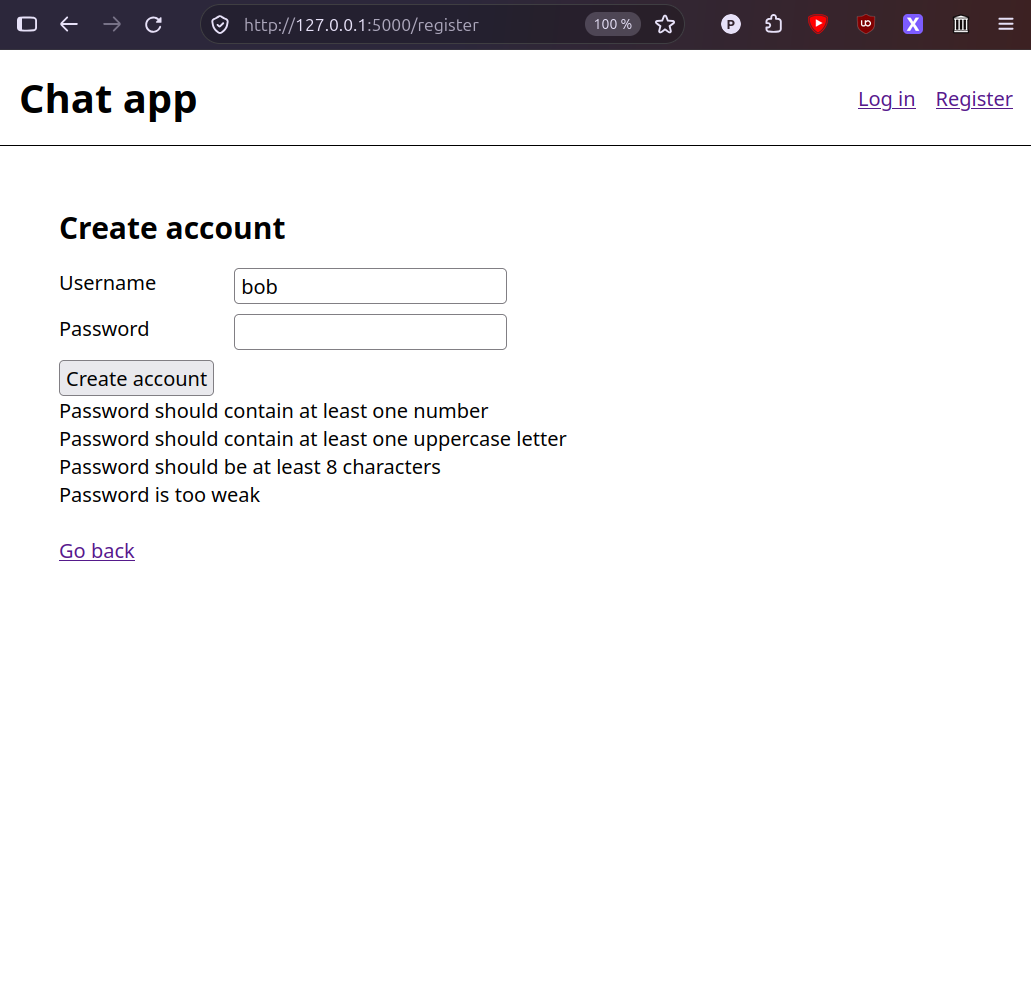 http://127.0.0.1:5000/register 100 %
Chat app Log in Register
Create account
Username bob
Password
Create account
Password should contain at least one number
Password should contain at least one uppercase letter
Password should be at least 8 characters
Password is too weak
Go back